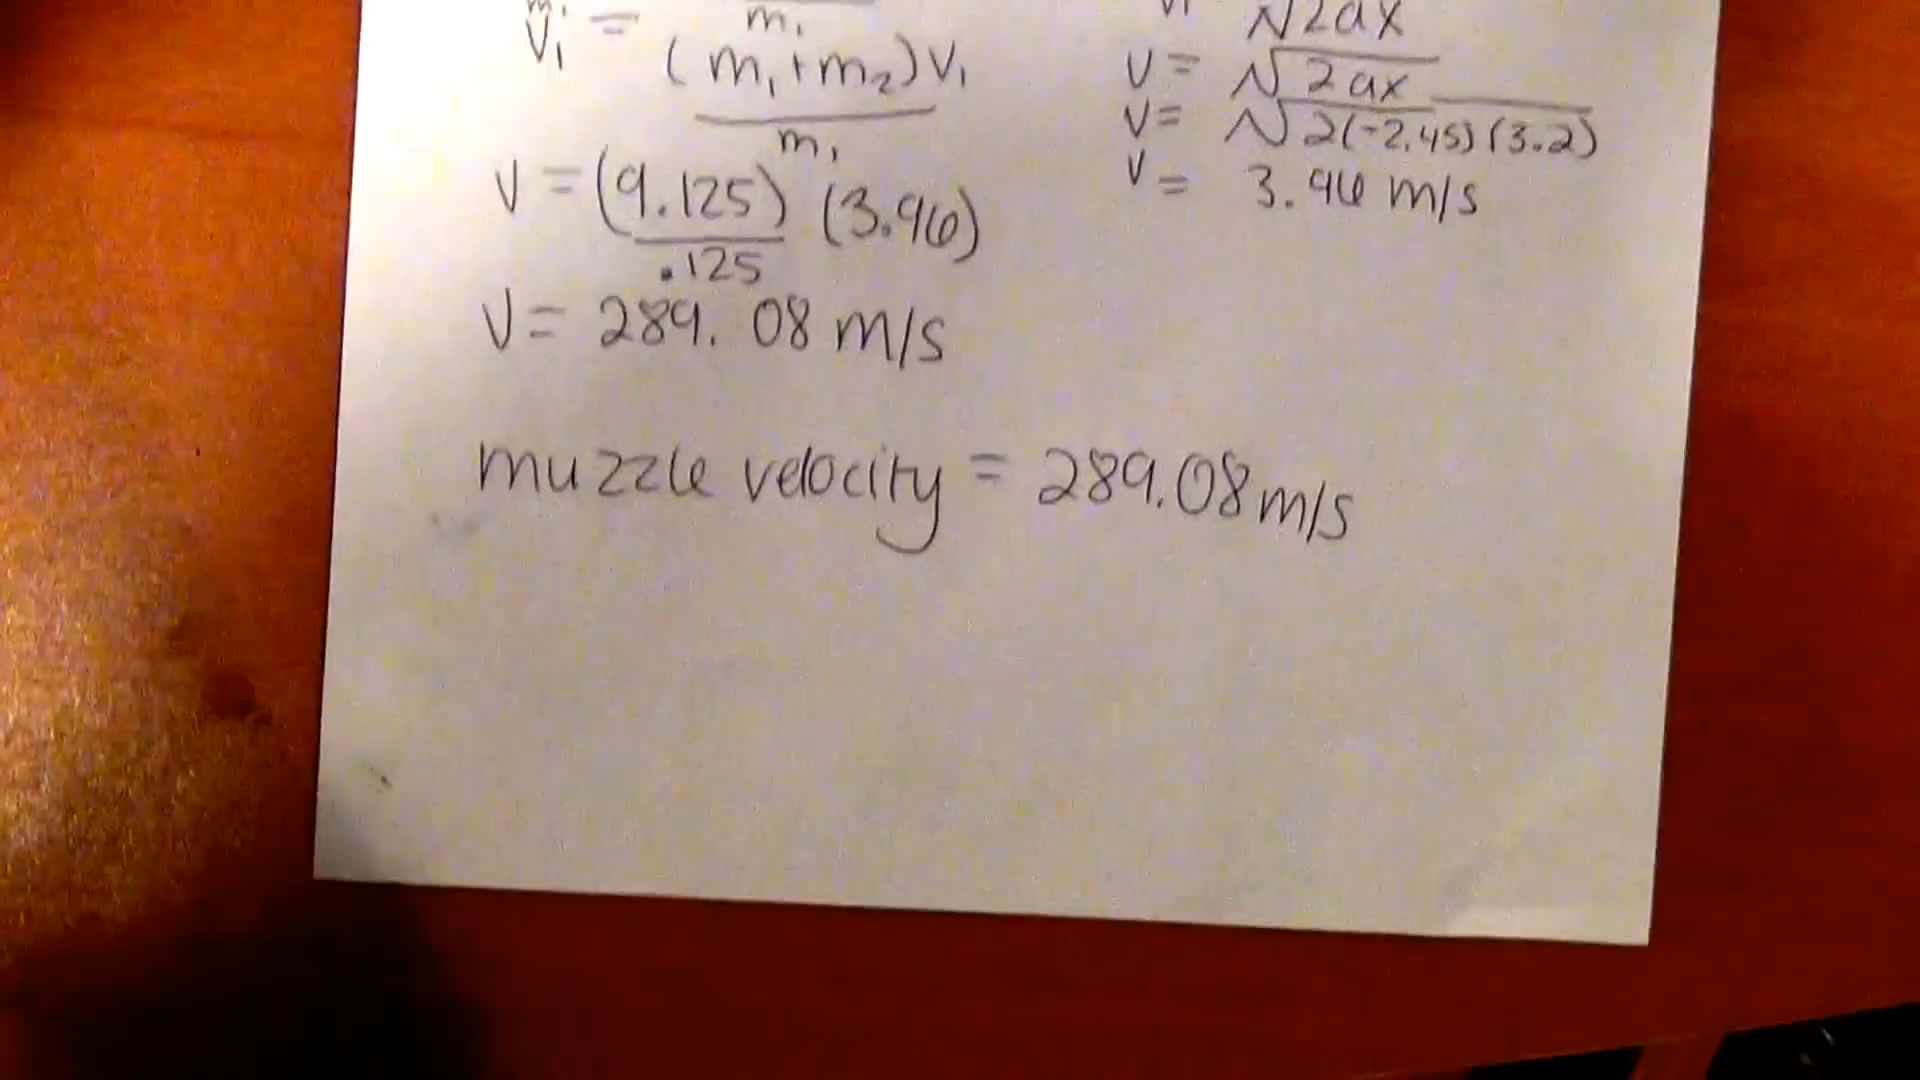 v₁ = m₁
(m₁+m₂)v₁
m₁
v = (9.125) (3.96)
.125
v = 289.08 m/s
muzzle velocity = 289.08 m/s
√2ax
v = √2ax
v = √2(-2.45)(3.2)
v = 3.96 m/s